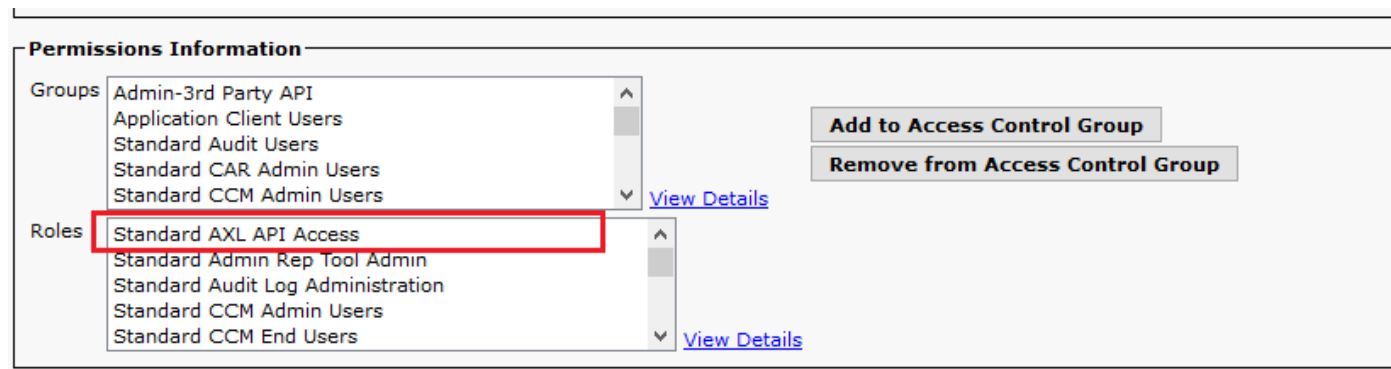 Permissions Information
Groups
Admin-3rd Party API
Application Client Users
Standard Audit Users
Standard CAR Admin Users
Standard CCM Admin Users
View Details
Add to Access Control Group
Remove from Access Control Group
Roles
Standard AXL API Access
Standard Admin Rep Tool Admin
Standard Audit Log Administration
Standard CCM Admin Users
Standard CCM End Users
View Details